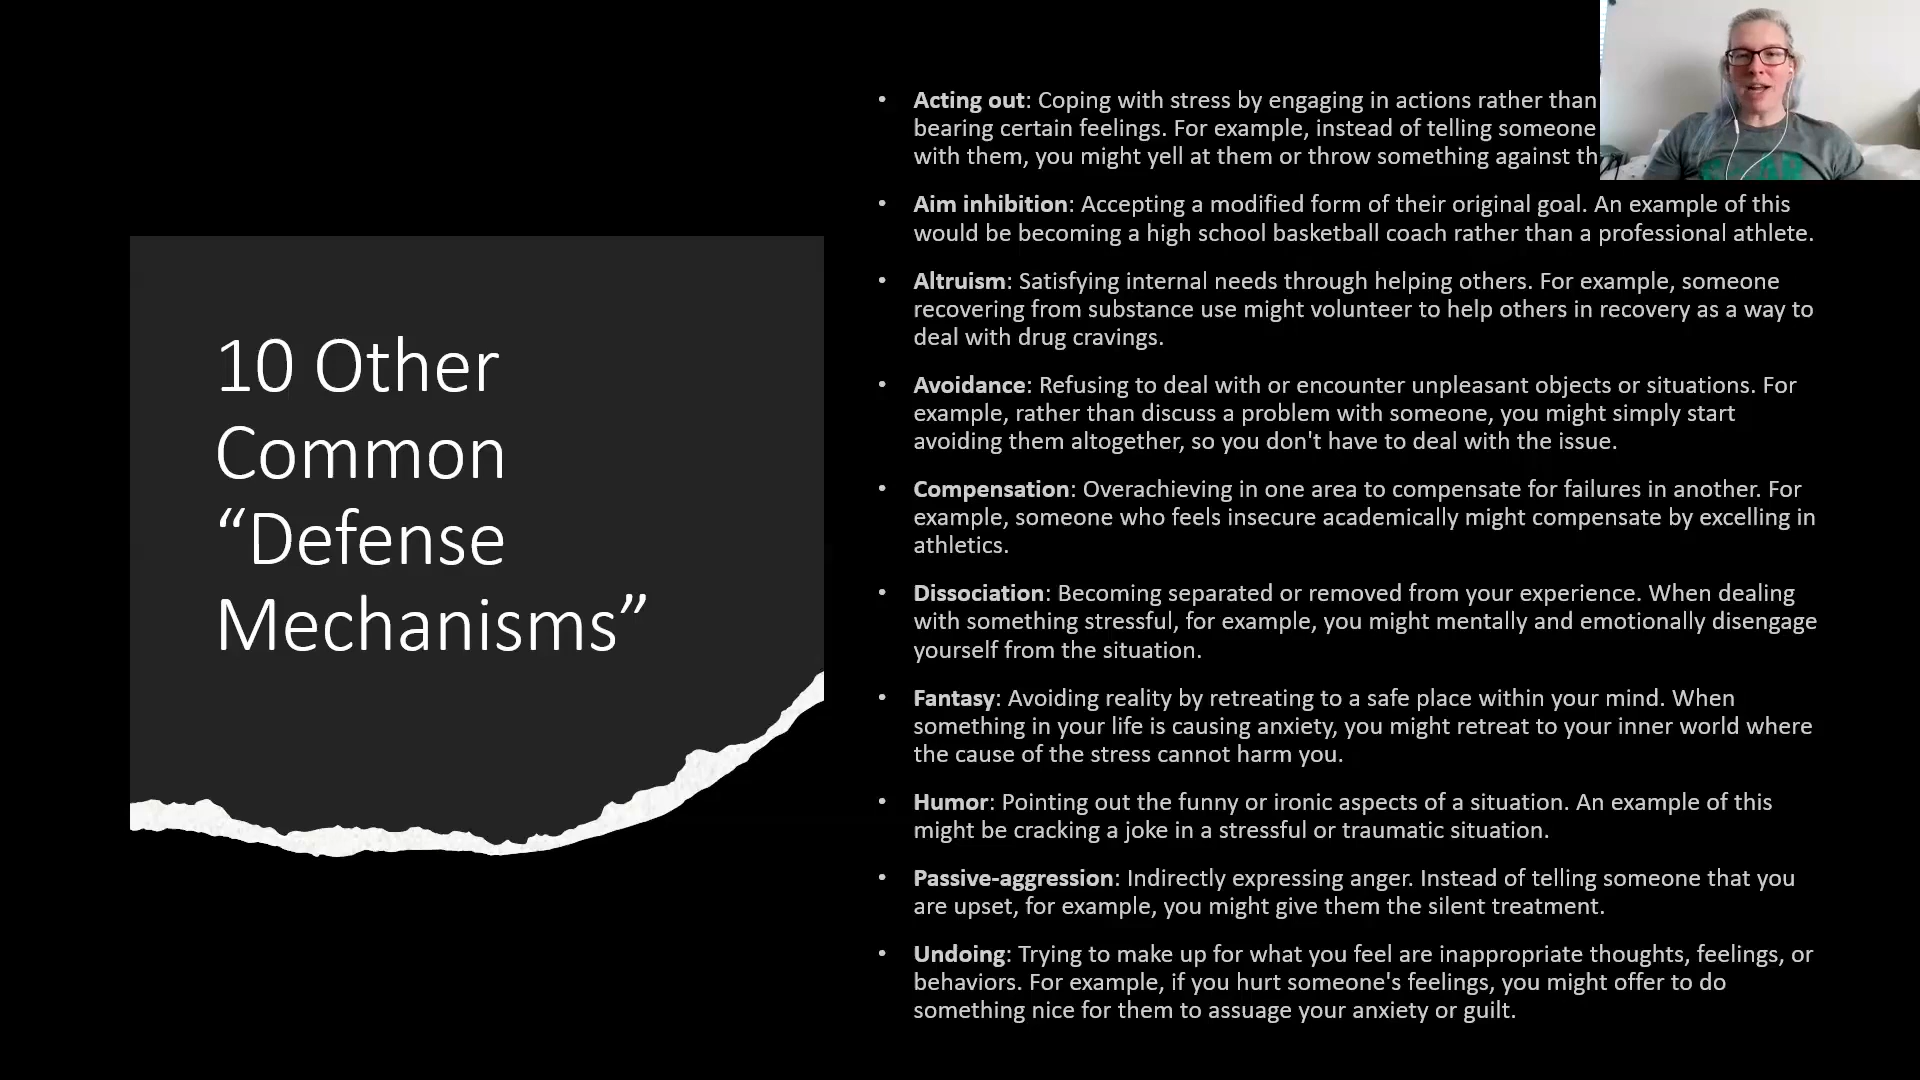 10 Other
Common
“Defense
Mechanisms”
• Acting out: Coping with stress by engaging in actions rather than
bearing certain feelings. For example, instead of telling someone
with them, you might yell at them or throw something against th
• Aim inhibition: Accepting a modified form of their original goal. An example of this
would be becoming a high school basketball coach rather than a professional athlete.
• Altruism: Satisfying internal needs through helping others. For example, someone
recovering from substance use might volunteer to help others in recovery as a way to
deal with drug cravings.
• Avoidance: Refusing to deal with or encounter unpleasant objects or situations. For
example, rather than discuss a problem with someone, you might simply start
avoiding them altogether, so you don't have to deal with the issue.
• Compensation: Overachieving in one area to compensate for failures in another. For
example, someone who feels insecure academically might compensate by excelling in
athletics.
• Dissociation: Becoming separated or removed from your experience. When dealing
with something stressful, for example, you might mentally and emotionally disengage
yourself from the situation.
• Fantasy: Avoiding reality by retreating to a safe place within your mind. When
something in your life is causing anxiety, you might retreat to your inner world where
the cause of the stress cannot harm you.
• Humor: Pointing out the funny or ironic aspects of a situation. An example of this
might be cracking a joke in a stressful or traumatic situation.
• Passive-aggression: Indirectly expressing anger. Instead of telling someone that you
are upset, for example, you might give them the silent treatment.
• Undoing: Trying to make up for what you feel are inappropriate thoughts, feelings, or
behaviors. For example, if you hurt someone's feelings, you might offer to do
something nice for them to assuage your anxiety or guilt.